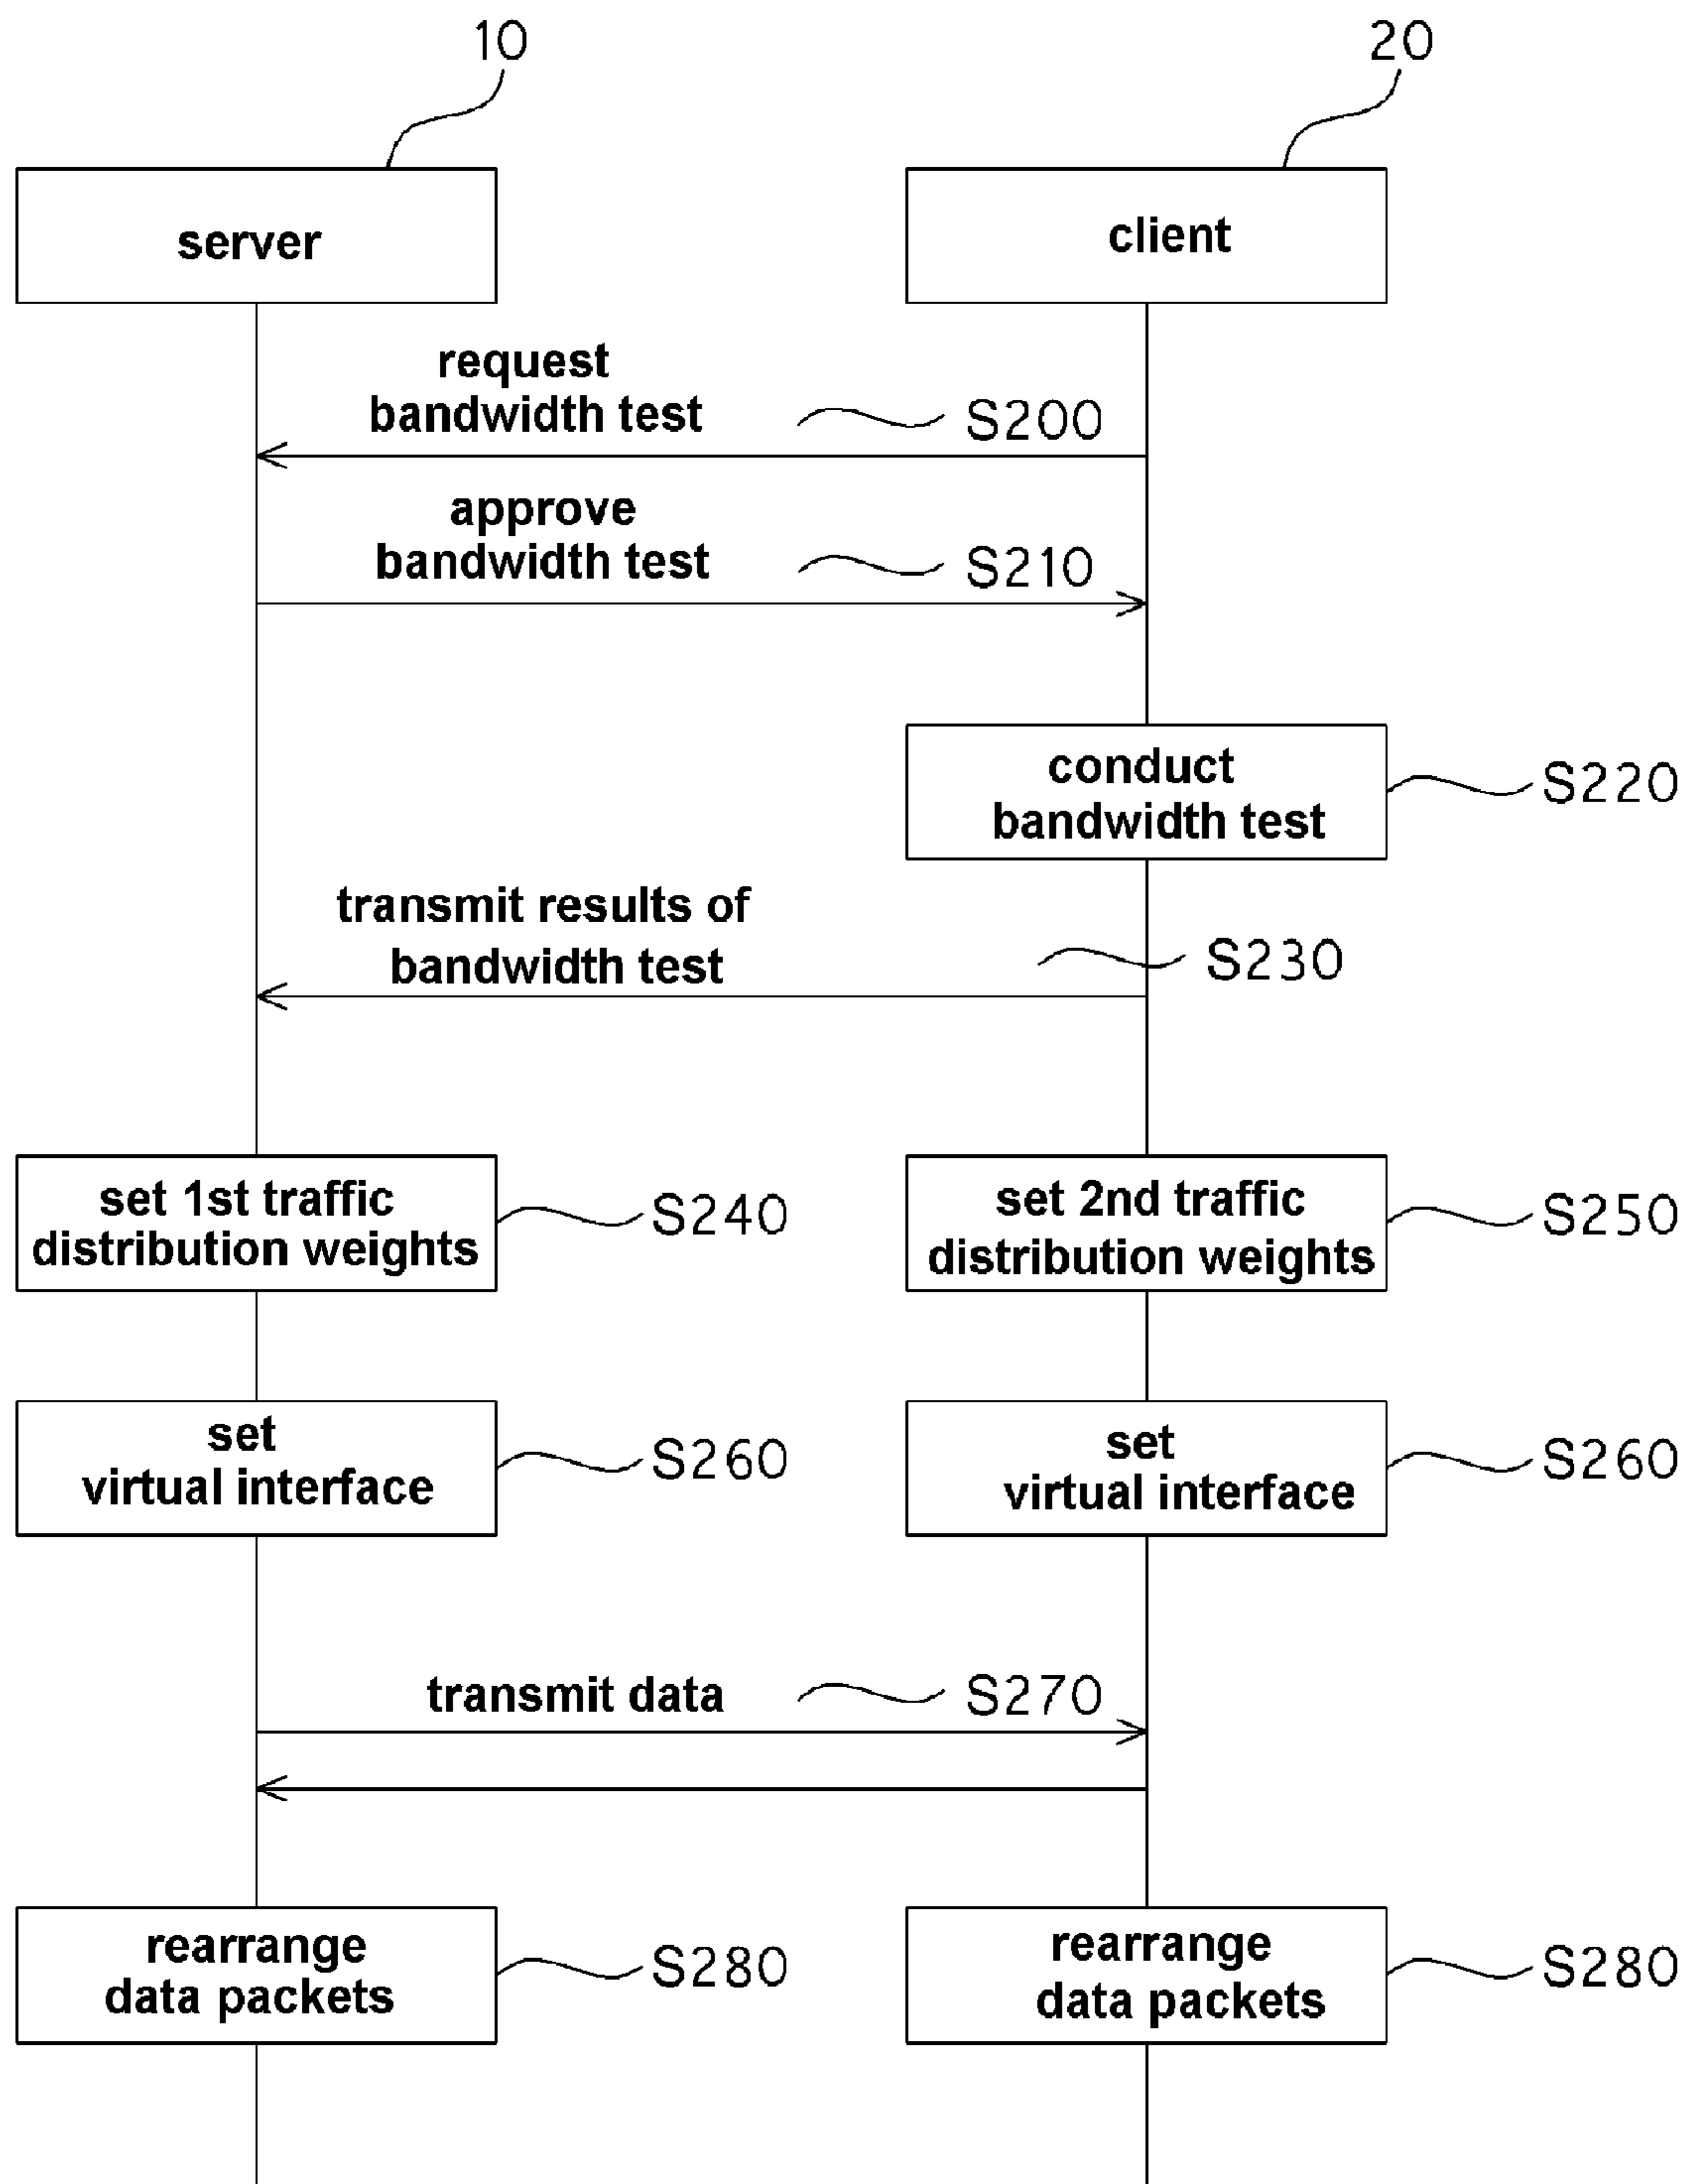 10
20
server
client
request
bandwidth test
S200
approve
bandwidth test
S210
conduct
bandwidth test
S220
transmit results of
bandwidth test
S230
set 1st traffic
distribution weights
S240
set 2nd traffic
distribution weights
S250
set
virtual interface
S260
set
virtual interface
S260
transmit data
S270
rearrange
data packets
S280
rearrange
data packets
S280